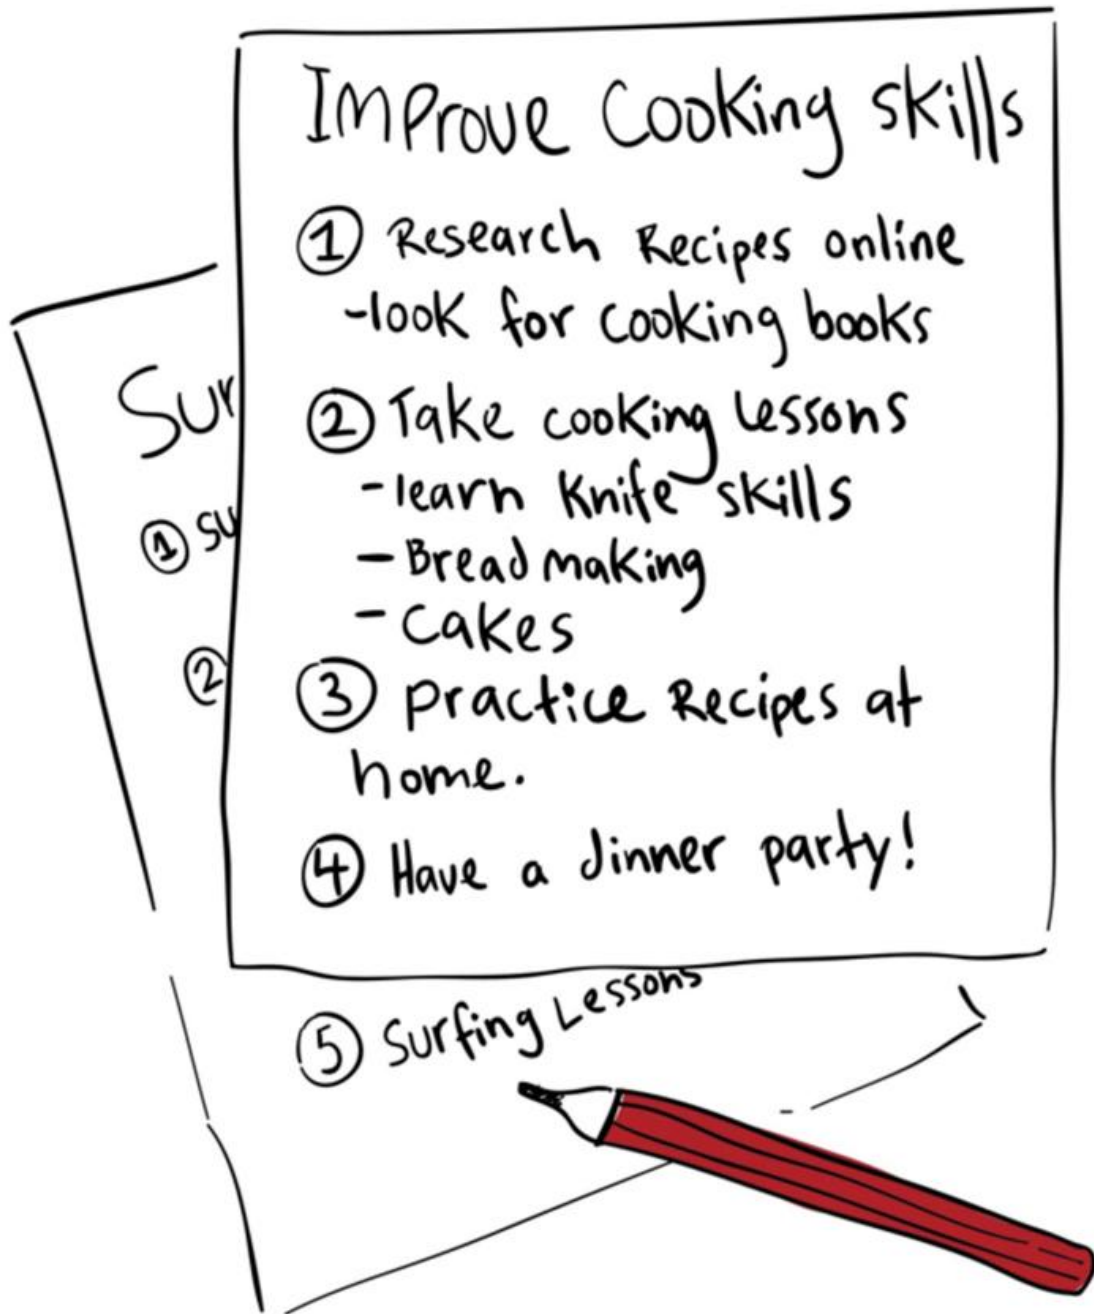 Improve Cooking skills
① Research Recipes online
-look for cooking books
② Take cooking lessons
-learn knife skills
- Bread making
- cakes
③ practice Recipes at
home.
④ Have a dinner party!
Sur
① Su
②
⑤ Surfing Lessons